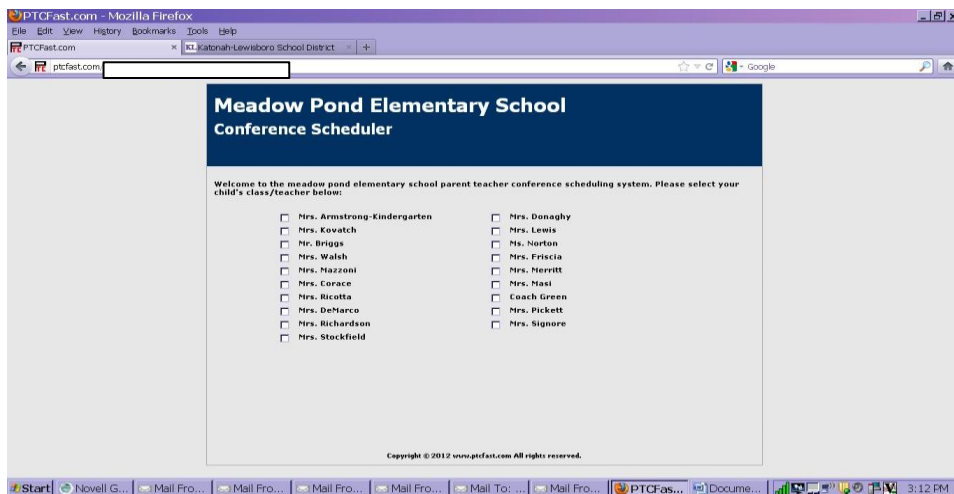 PTCFast.com - Mozilla Firefox
File Edit View History Bookmarks Tools Help
PTCFast.com
KL Katonah-Lewisboro School District
ptcfast.com
Google
Meadow Pond Elementary School
Conference Scheduler
Welcome to the meadow pond elementary school parent teacher conference scheduling system. Please select your
child's class/teacher below:
Mrs. Armstrong-Kindergarten
Mrs. Kovatch
Mr. Briggs
Mrs. Walsh
Mrs. Mazzoni
Mrs. Corace
Mrs. Ricotta
Mrs. DeMarco
Mrs. Richardson
Mrs. Stockfield
Mrs. Donaghy
Mrs. Lewis
Ms. Norton
Mrs. Friscia
Mrs. Merritt
Mrs. Masi
Coach Green
Mrs. Pickett
Mrs. Signore
Copyright © 2012 www.ptcfast.com All rights reserved.
Start Novell G... Mail Fro... Mail Fro... Mail Fro... Mail Fro... Mail To: ... Mail Fro... PTCFas... Docume... 3:12 PM